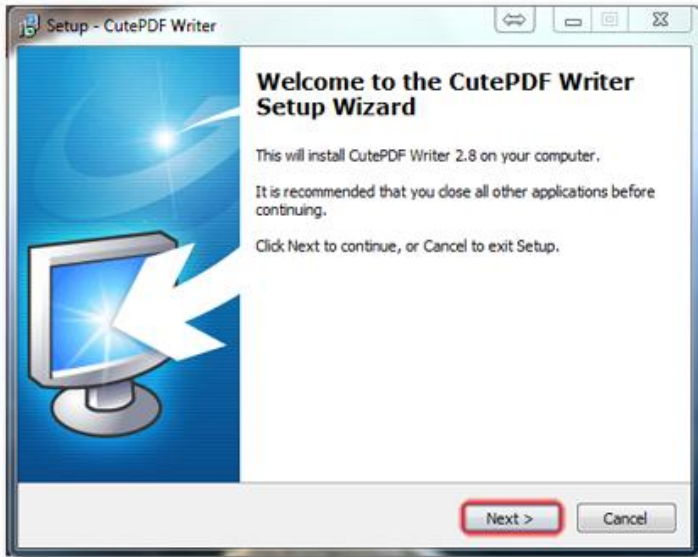 Setup - CutePDF Writer
Welcome to the CutePDF Writer
Setup Wizard
This will install CutePDF Writer 2.8 on your computer.
It is recommended that you close all other applications before
continuing.
Click Next to continue, or Cancel to exit Setup.
Next >
Cancel